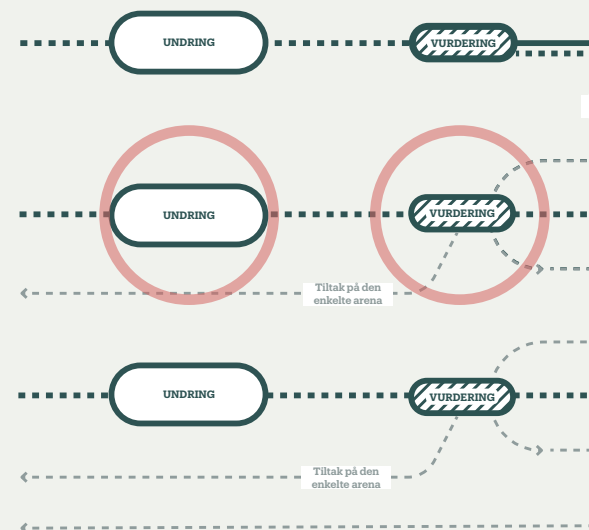 UNDRING
VURDERING
UNDRING
VURDERING
Tiltak på den
enkelte arena
UNDRING
VURDERING
Tiltak på den
enkelte arena